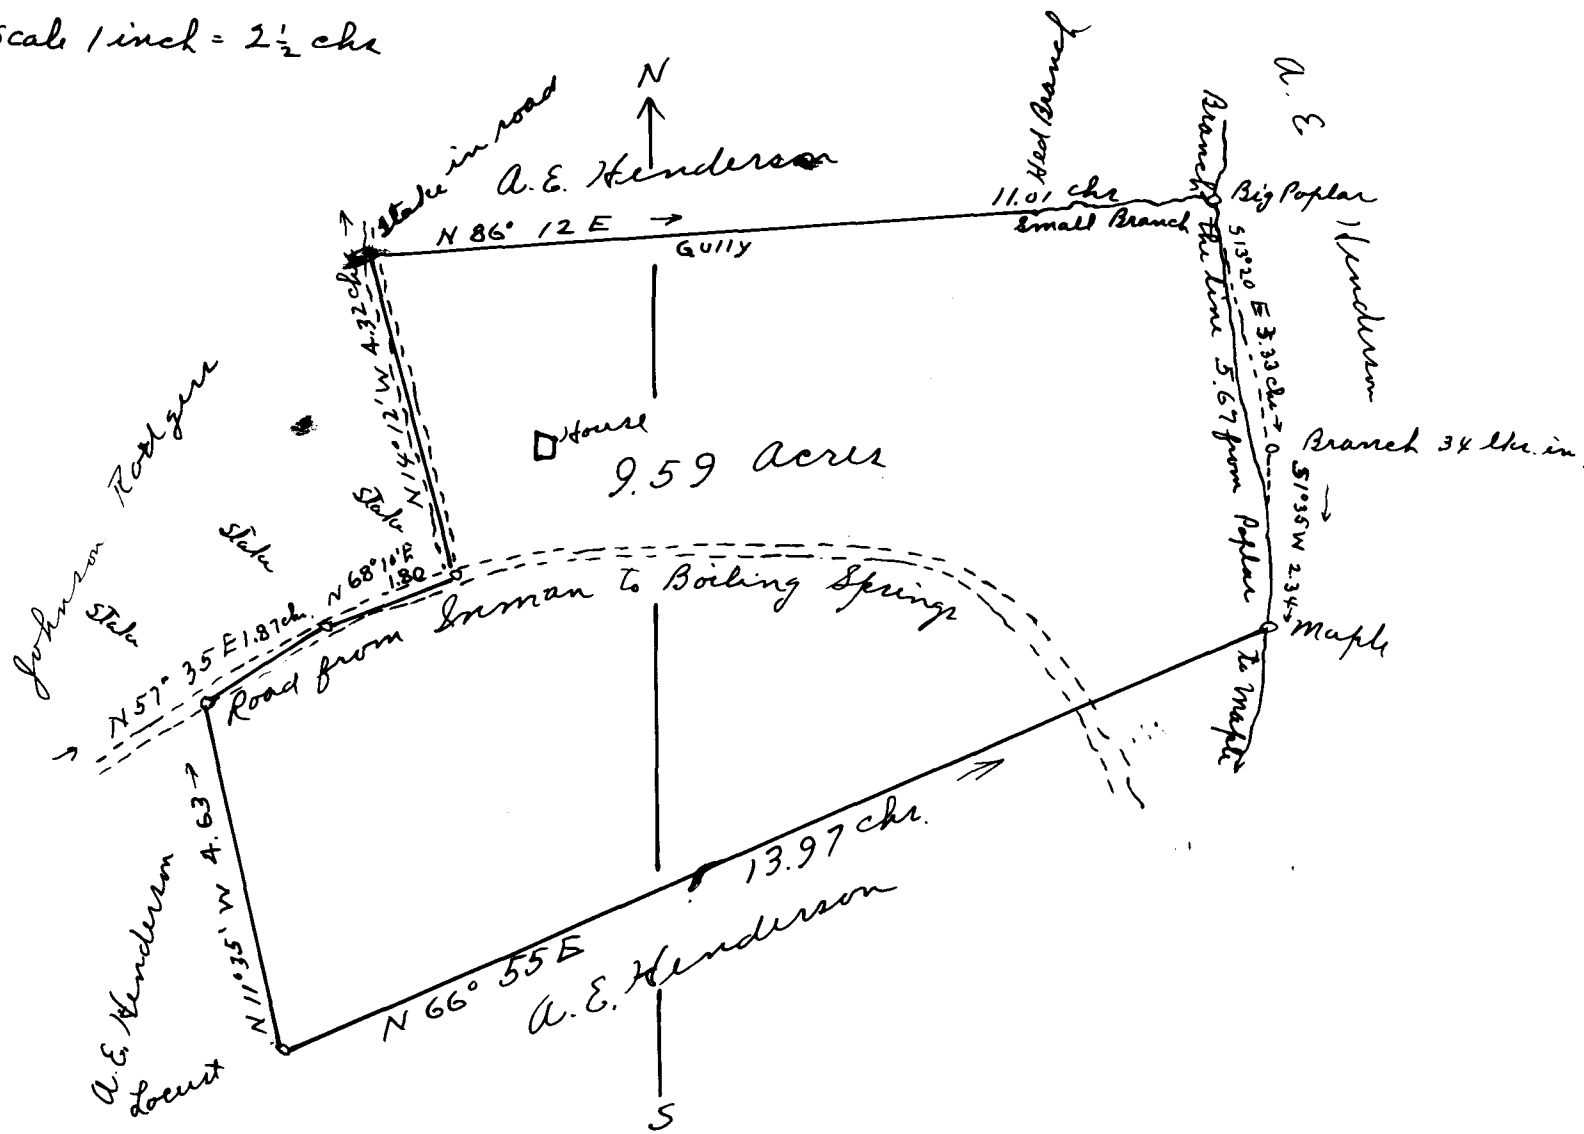 Scale 1 inch = 2½ chs
N
Stake in road
A.E. Henderson
Branch
A. E
Henderson
11.01 chs
Big Poplar
N 86° 12 E →
Gully
Small Branch
4.32 chs
N 14° 12' W
S 13° 20 E 3.33 chs →
Branch the line 5.67 from Poplar to Maple
House
9.59 Acres
Branch 34 lks. in
S 1° 35 W 2.34 →
Johnson Rodgers
Stake
Stake
Stake
N 68° 10' E
1.80
N 57° 35 E 1.87 chs.
Road from Inman to Boiling Springs
Maple
N 11° 35' W 4.63 →
13.97 chs.
N 66° 55 E
A.E. Henderson
A.E. Henderson
Locust
S